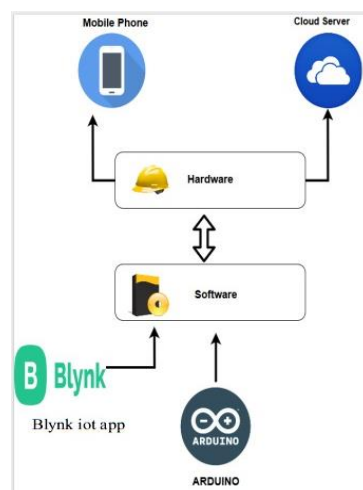 Mobile Phone
Cloud Server
Hardware
Software
B Blynk
Blynk iot app
ARDUINO
ARDUINO